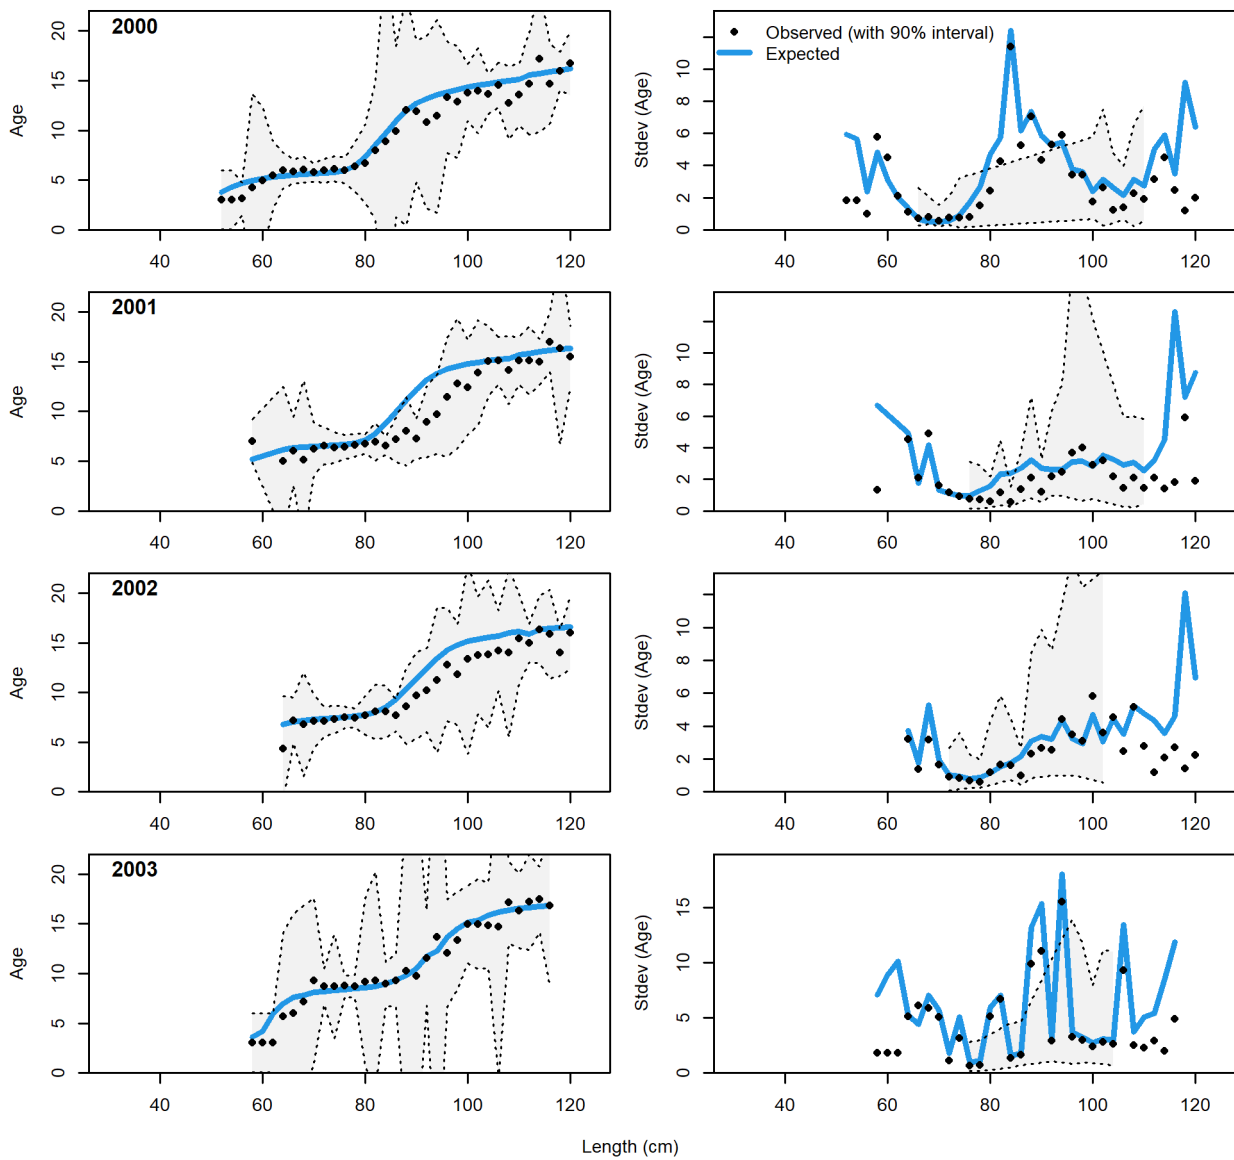 2000
Observed (with 90% interval)
Expected
Age
0 5 10 15 20
40 60 80 100 120
Stdev (Age)
0 2 4 6 8 10
40 60 80 100 120
2001
Age
0 5 10 15 20
40 60 80 100 120
Stdev (Age)
0 2 4 6 8 10
40 60 80 100 120
2002
Age
0 5 10 15 20
40 60 80 100 120
Stdev (Age)
0 2 4 6 8 10
40 60 80 100 120
2003
Age
0 5 10 15 20
40 60 80 100 120
Stdev (Age)
0 5 10 15
40 60 80 100 120
Length (cm)